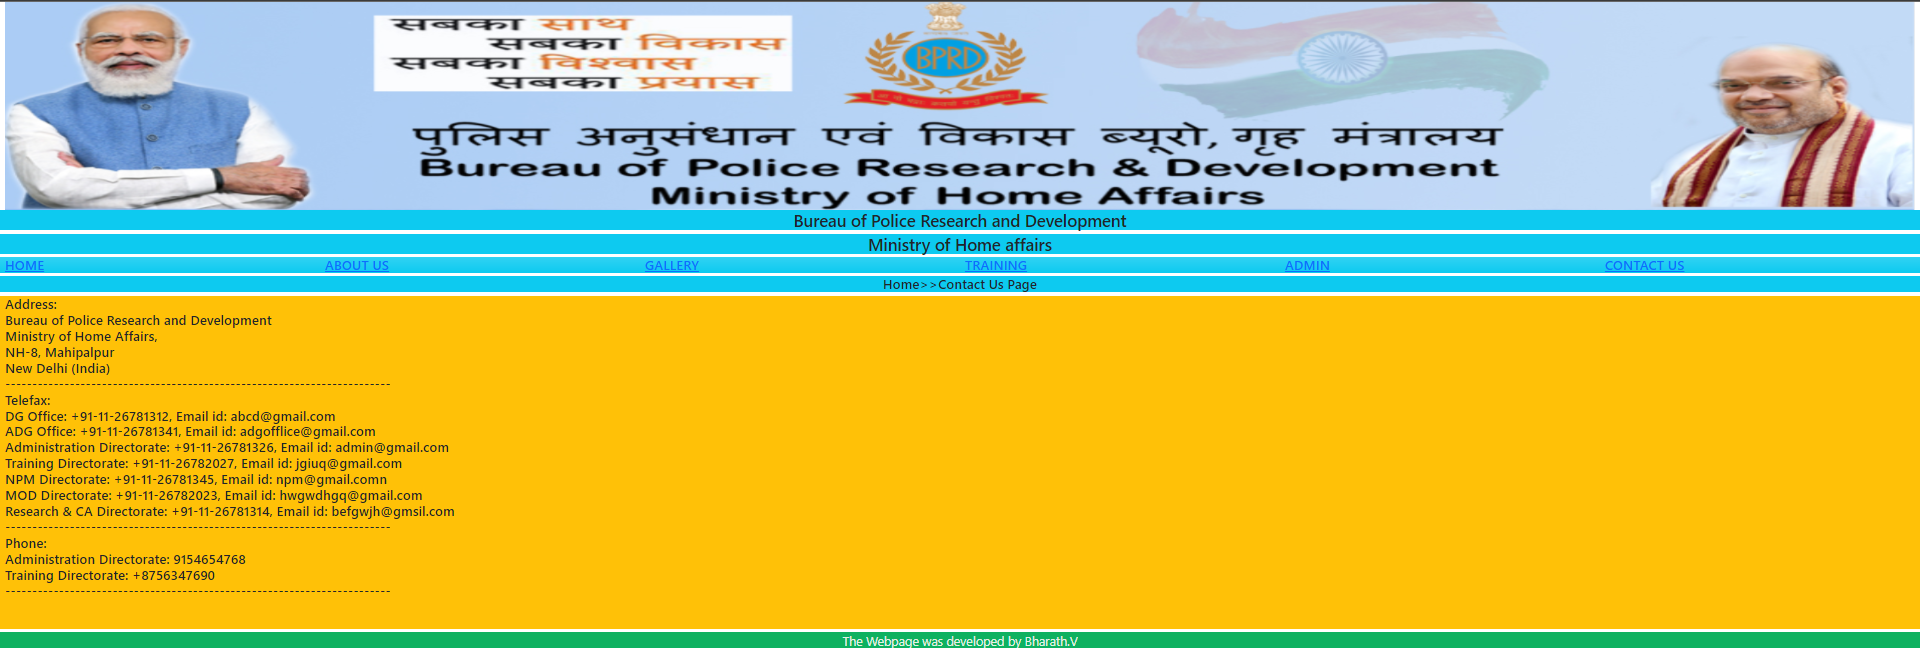 सबका साथ
सबका विकास
सबका विश्वास
सबका प्रयास
BPRD
पुलिस अनुसंधान एवं विकास ब्यूरो, गृह मंत्रालय
Bureau of Police Research & Development
Ministry of Home Affairs
Bureau of Police Research and Development
Ministry of Home affairs
HOME ABOUT US GALLERY TRAINING ADMIN CONTACT US
Home>>Contact Us Page
Address:
Bureau of Police Research and Development
Ministry of Home Affairs,
NH-8, Mahipalpur
New Delhi (India)
------------------------------------------------------------------------
Telefax:
DG Office: +91-11-26781312, Email id: abcd@gmail.com
ADG Office: +91-11-26781341, Email id: adgofflice@gmail.com
Administration Directorate: +91-11-26781326, Email id: admin@gmail.com
Training Directorate: +91-11-26782027, Email id: jgiuq@gmail.com
NPM Directorate: +91-11-26781345, Email id: npm@gmail.comn
MOD Directorate: +91-11-26782023, Email id: hwgwdhgq@gmail.com
Research & CA Directorate: +91-11-26781314, Email id: befgwjh@gmsil.com
------------------------------------------------------------------------
Phone:
Administration Directorate: 9154654768
Training Directorate: +8756347690
------------------------------------------------------------------------
The Webpage was developed by Bharath.V